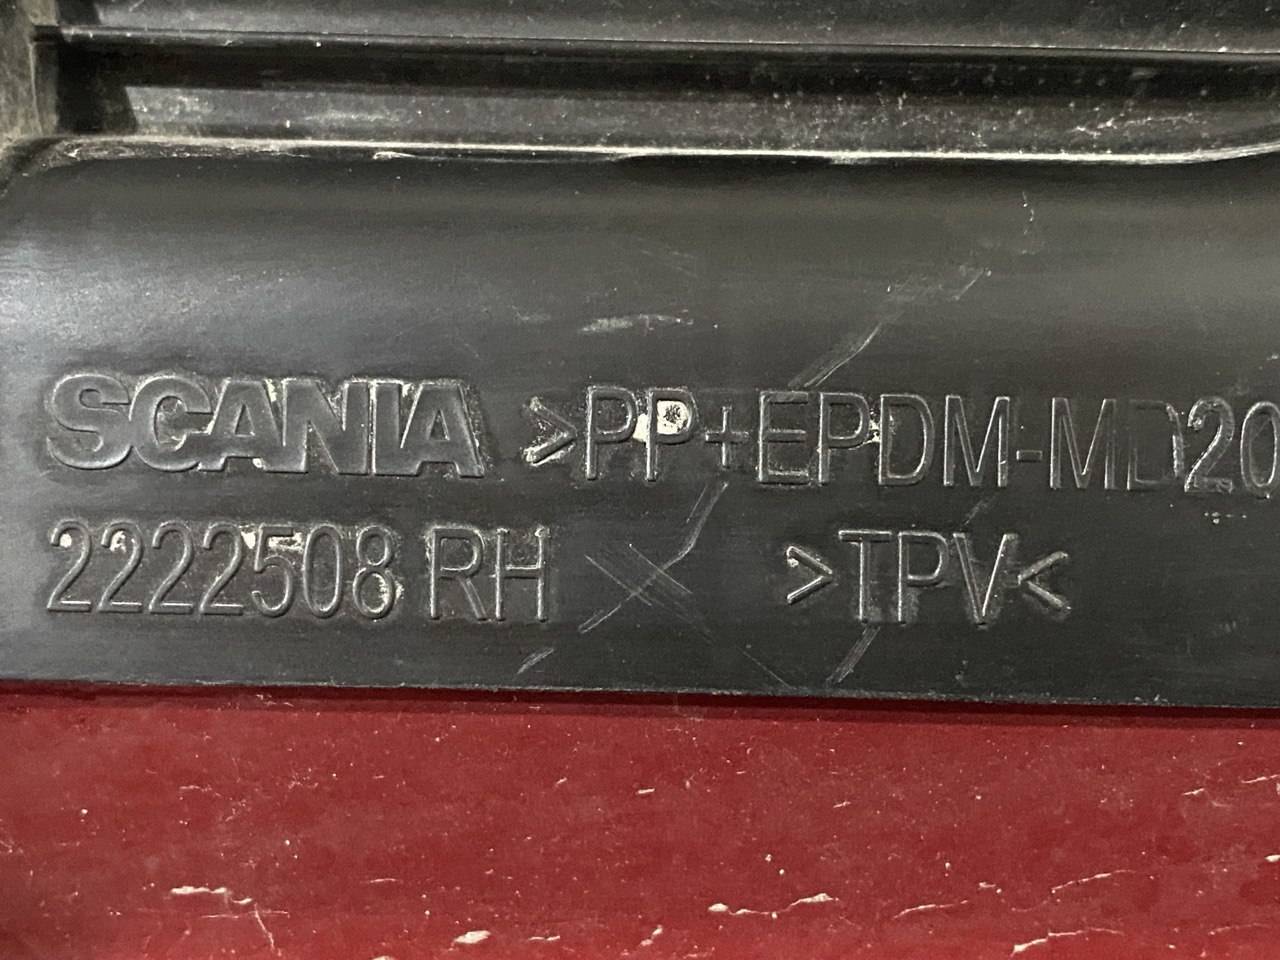 SCANIA >PP+EPDM-MD20
2222508 RH >TPV<